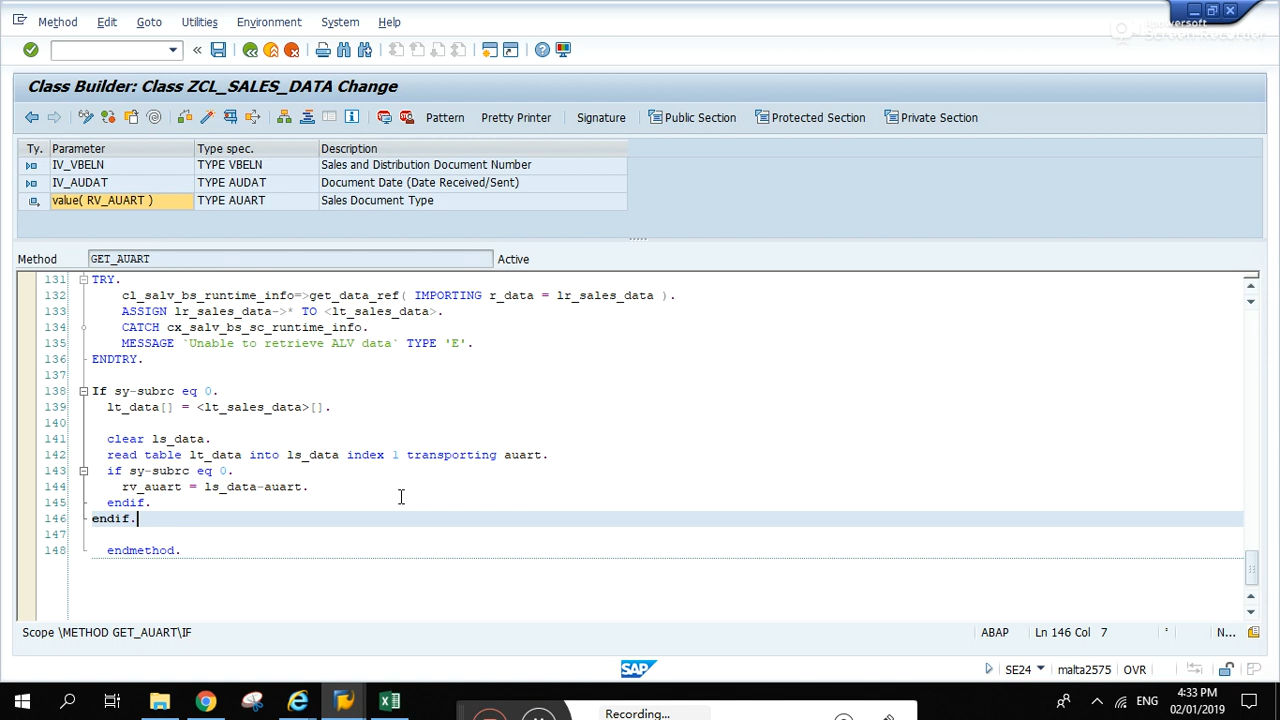 Method Edit Goto Utilities Environment System Help
Class Builder: Class ZCL_SALES_DATA Change
Pattern Pretty Printer Signature Public Section Protected Section Private Section
Ty. Parameter Type spec. Description
IV_VBELN TYPE VBELN Sales and Distribution Document Number
IV_AUDAT TYPE AUDAT Document Date (Date Received/Sent)
value( RV_AUART ) TYPE AUART Sales Document Type
Method GET_AUART Active
131 TRY.
132 cl_salv_bs_runtime_info=>get_data_ref( IMPORTING r_data = lr_sales_data ).
133 ASSIGN lr_sales_data->* TO <lt_sales_data>.
134 CATCH cx_salv_bs_sc_runtime_info.
135 MESSAGE `Unable to retrieve ALV data` TYPE 'E'.
136 ENDTRY.
137
138 If sy-subrc eq 0.
139 lt_data[] = <lt_sales_data>[].
140
141 clear ls_data.
142 read table lt_data into ls_data index 1 transporting auart.
143 if sy-subrc eq 0.
144 rv_auart = ls_data-auart.
145 endif.
146 endif.
147
148 endmethod.
Scope \METHOD GET_AUART\IF ABAP Ln 146 Col 7 N...
SAP SE24 malta2575 OVR
ENG 4:33 PM
02/01/2019
Recording...